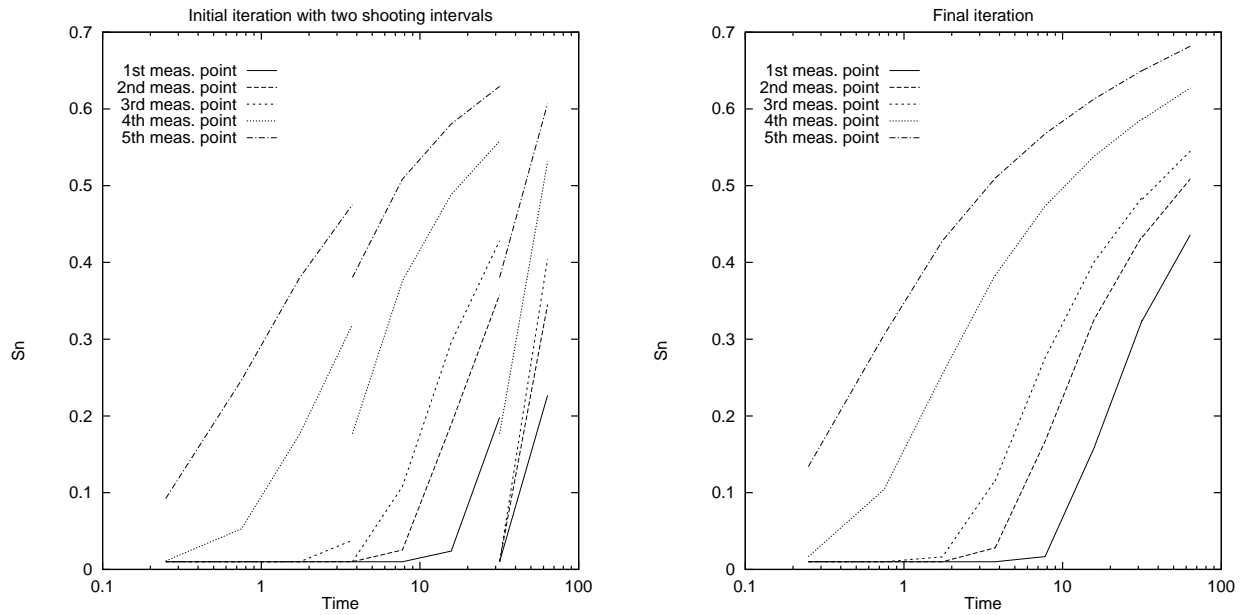 Initial iteration with two shooting intervals
0.7
0.6
0.5
0.4
0.3
0.2
0.1
0
Sn
1st meas. point
2nd meas. point
3rd meas. point
4th meas. point
5th meas. point
0.1
1
10
100
Time
Final iteration
0.7
0.6
0.5
0.4
0.3
0.2
0.1
0
Sn
1st meas. point
2nd meas. point
3rd meas. point
4th meas. point
5th meas. point
0.1
1
10
100
Time